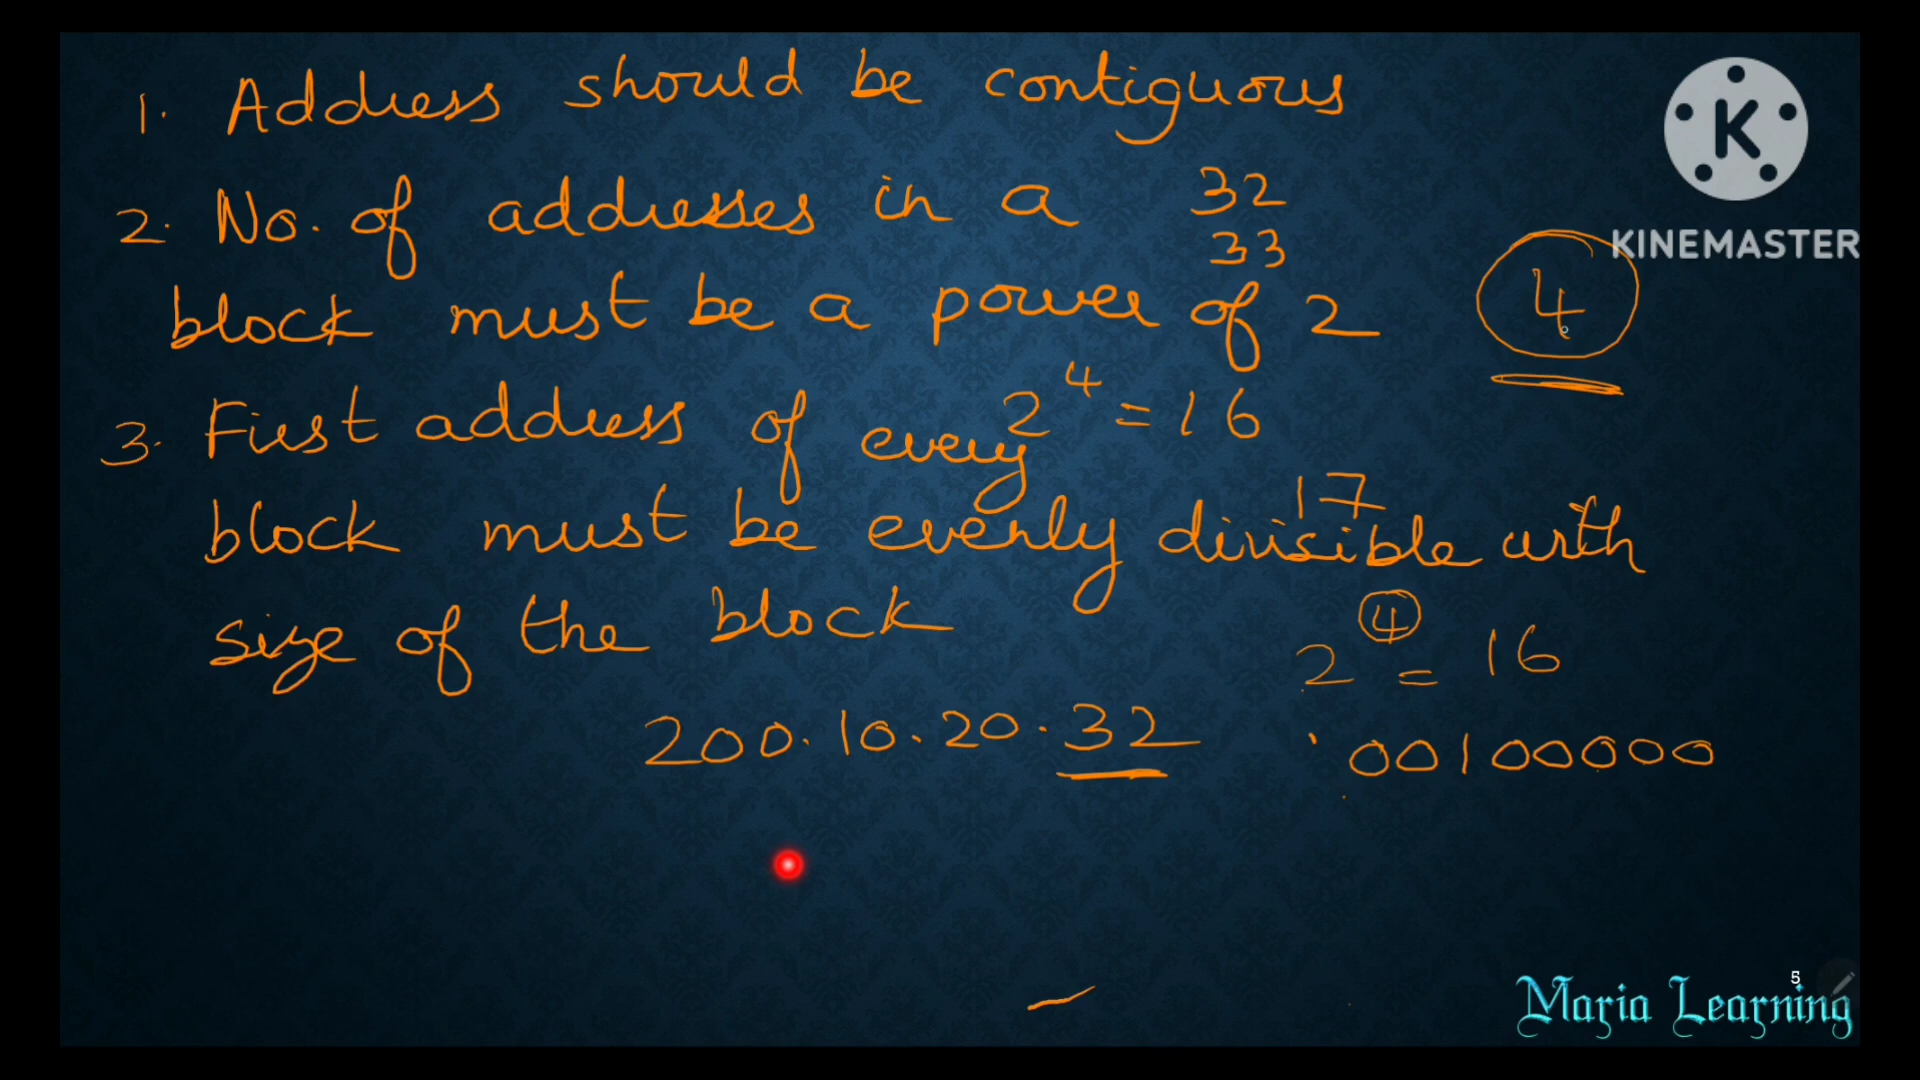 1. Address should be contiguous
2. No. of addresses in a
32
33
block must be a power of 2
4
3. First address of every
2^4 = 16
17
block must be evenly divisible with
size of the block
2^4 = 16
200.10.20.32
.00100000
K
KINEMASTER
5
Maria Learning